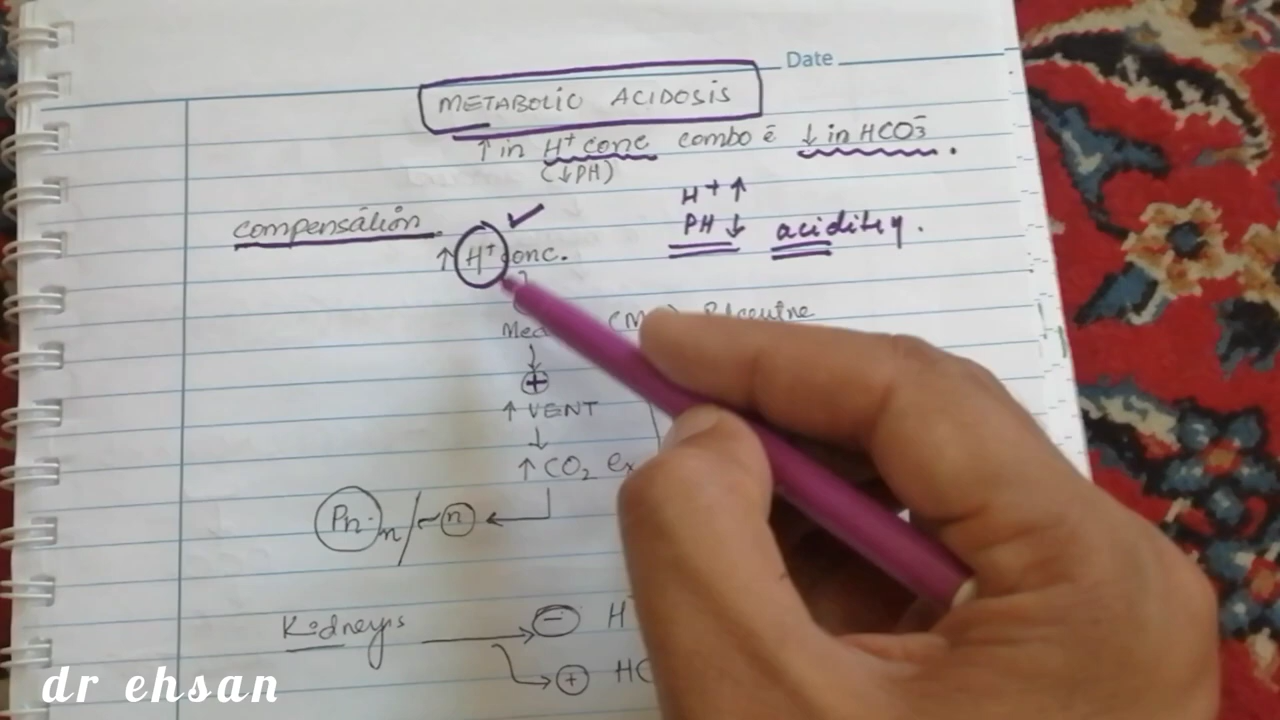 Date
METABOLIC ACIDOSIS
↑ in H⁺ conc combo ē ↓ in HCO₃⁻.
(↓PH)
H⁺ ↑
PH ↓ acidity.
compensation.
↑ H⁺ conc.
↑ VENT
↓
↑ CO₂
Kidneys → ⊖ H
⊕ HC
dr ehsan